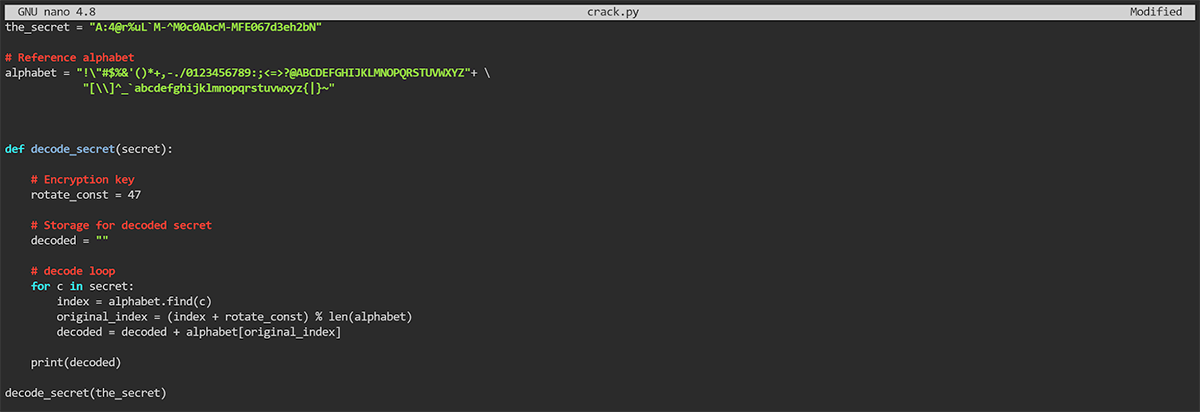 GNU nano 4.8 crack.py Modified
the_secret = "A:4@r%uL`M-^M0c0AbcM-MFE067d3eh2bN"
# Reference alphabet
alphabet = "!\"#$%&'()*+,-./0123456789:;<=>?@ABCDEFGHIJKLMNOPQRSTUVWXYZ"+ \
"[\\]^_`abcdefghijklmnopqrstuvwxyz{|}~"
def decode_secret(secret):
# Encryption key
rotate_const = 47
# Storage for decoded secret
decoded = ""
# decode loop
for c in secret:
index = alphabet.find(c)
original_index = (index + rotate_const) % len(alphabet)
decoded = decoded + alphabet[original_index]
print(decoded)
decode_secret(the_secret)